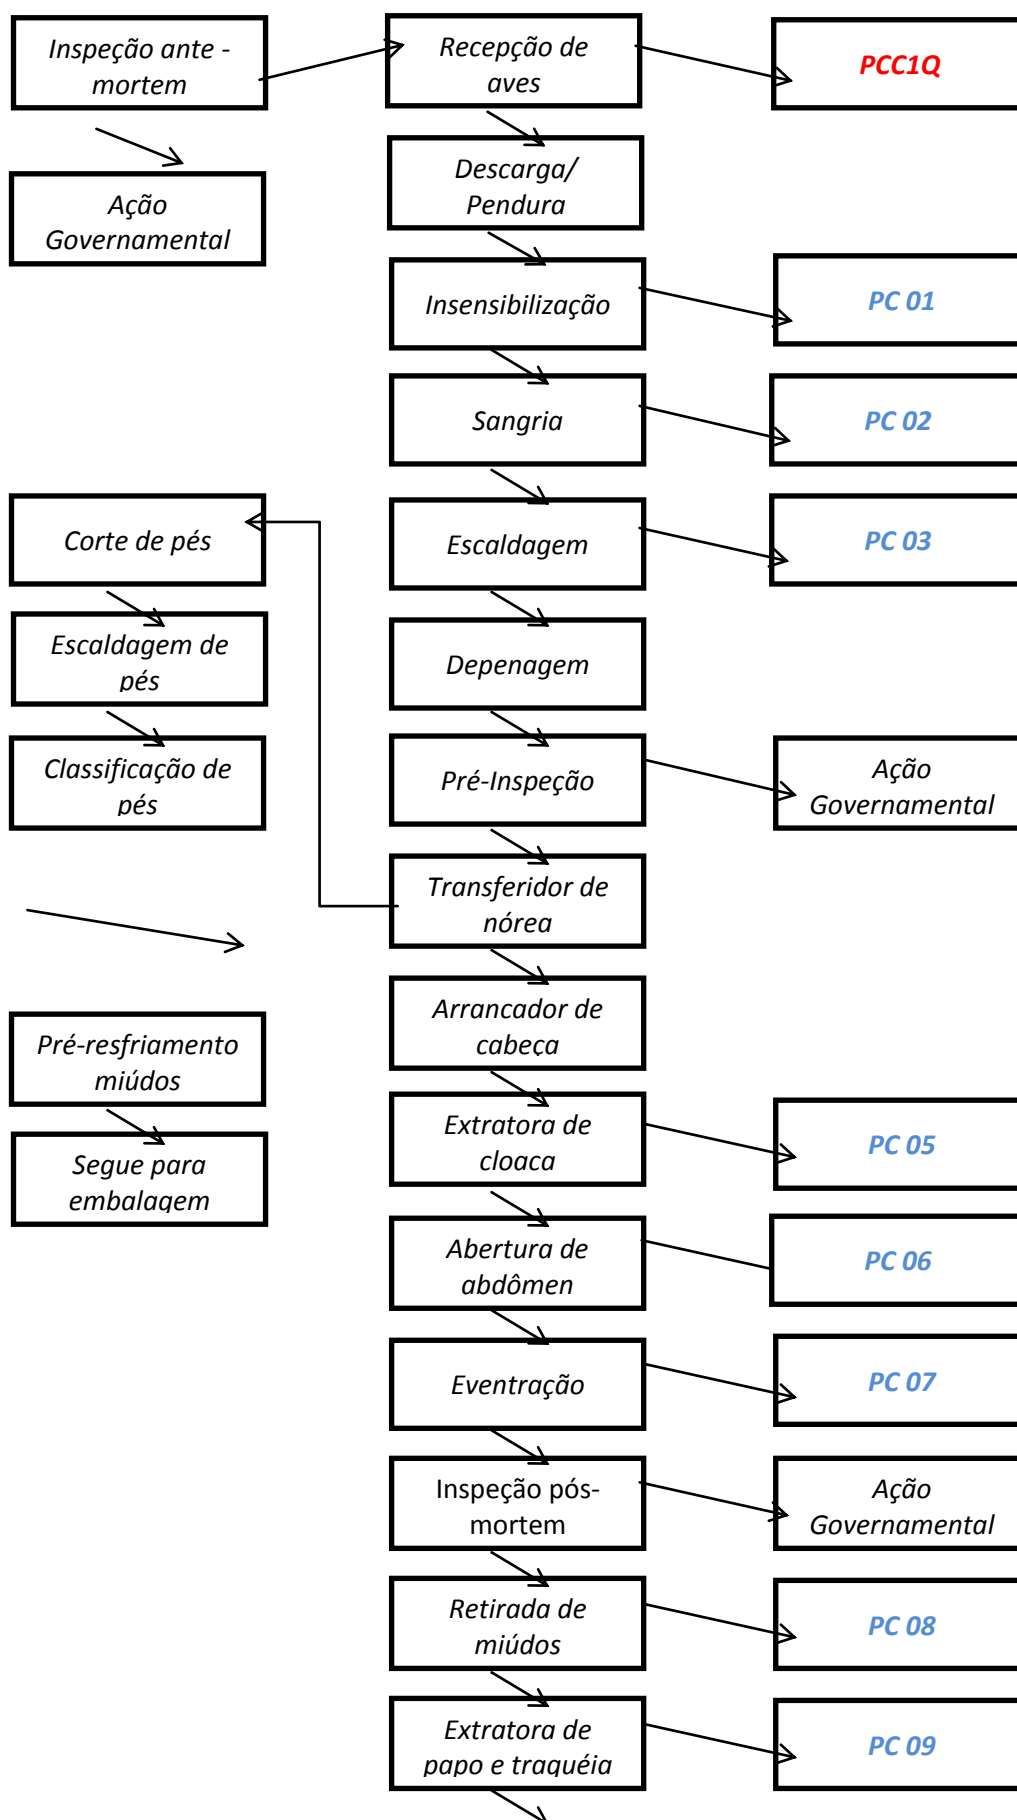 Inspeção ante -
mortem
Recepção de
aves
PCC1Q
Ação
Governamental
Descarga/
Pendura
Insensibilização
PC 01
Sangria
PC 02
Corte de pés
Escaldagem
PC 03
Escaldagem de
pés
Depenagem
Classificação de
pés
Pré-Inspeção
Ação
Governamental
Transferidor de
nórea
Arrancador de
cabeça
Pré-resfriamento
miúdos
Extratora de
cloaca
PC 05
Segue para
embalagem
Abertura de
abdômen
PC 06
Eventração
PC 07
Inspeção pós-
mortem
Ação
Governamental
Retirada de
miúdos
PC 08
Extratora de
papo e traquéia
PC 09